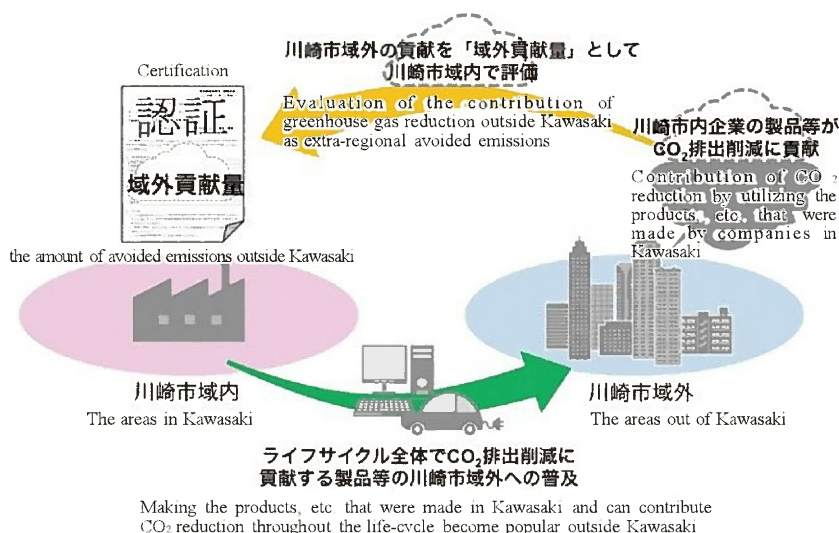 川崎市域外の貢献を「域外貢献量」として
川崎市域内で評価
Evaluation of the contribution of
greenhouse gas reduction outside Kawasaki
as extra-regional avoided emissions
Certification
認証
域外貢献量
the amount of avoided emissions outside Kawasaki
川崎市内企業の製品等が
CO₂排出削減に貢献
Contribution of CO₂
reduction by utilizing the
products, etc. that were
made by companies in
Kawasaki
川崎市域内
The areas in Kawasaki
川崎市域外
The areas out of Kawasaki
ライフサイクル全体でCO₂排出削減に
貢献する製品等の川崎市域外への普及
Making the products, etc. that were made in Kawasaki and can contribute
CO₂ reduction throughout the life-cycle become popular outside Kawasaki